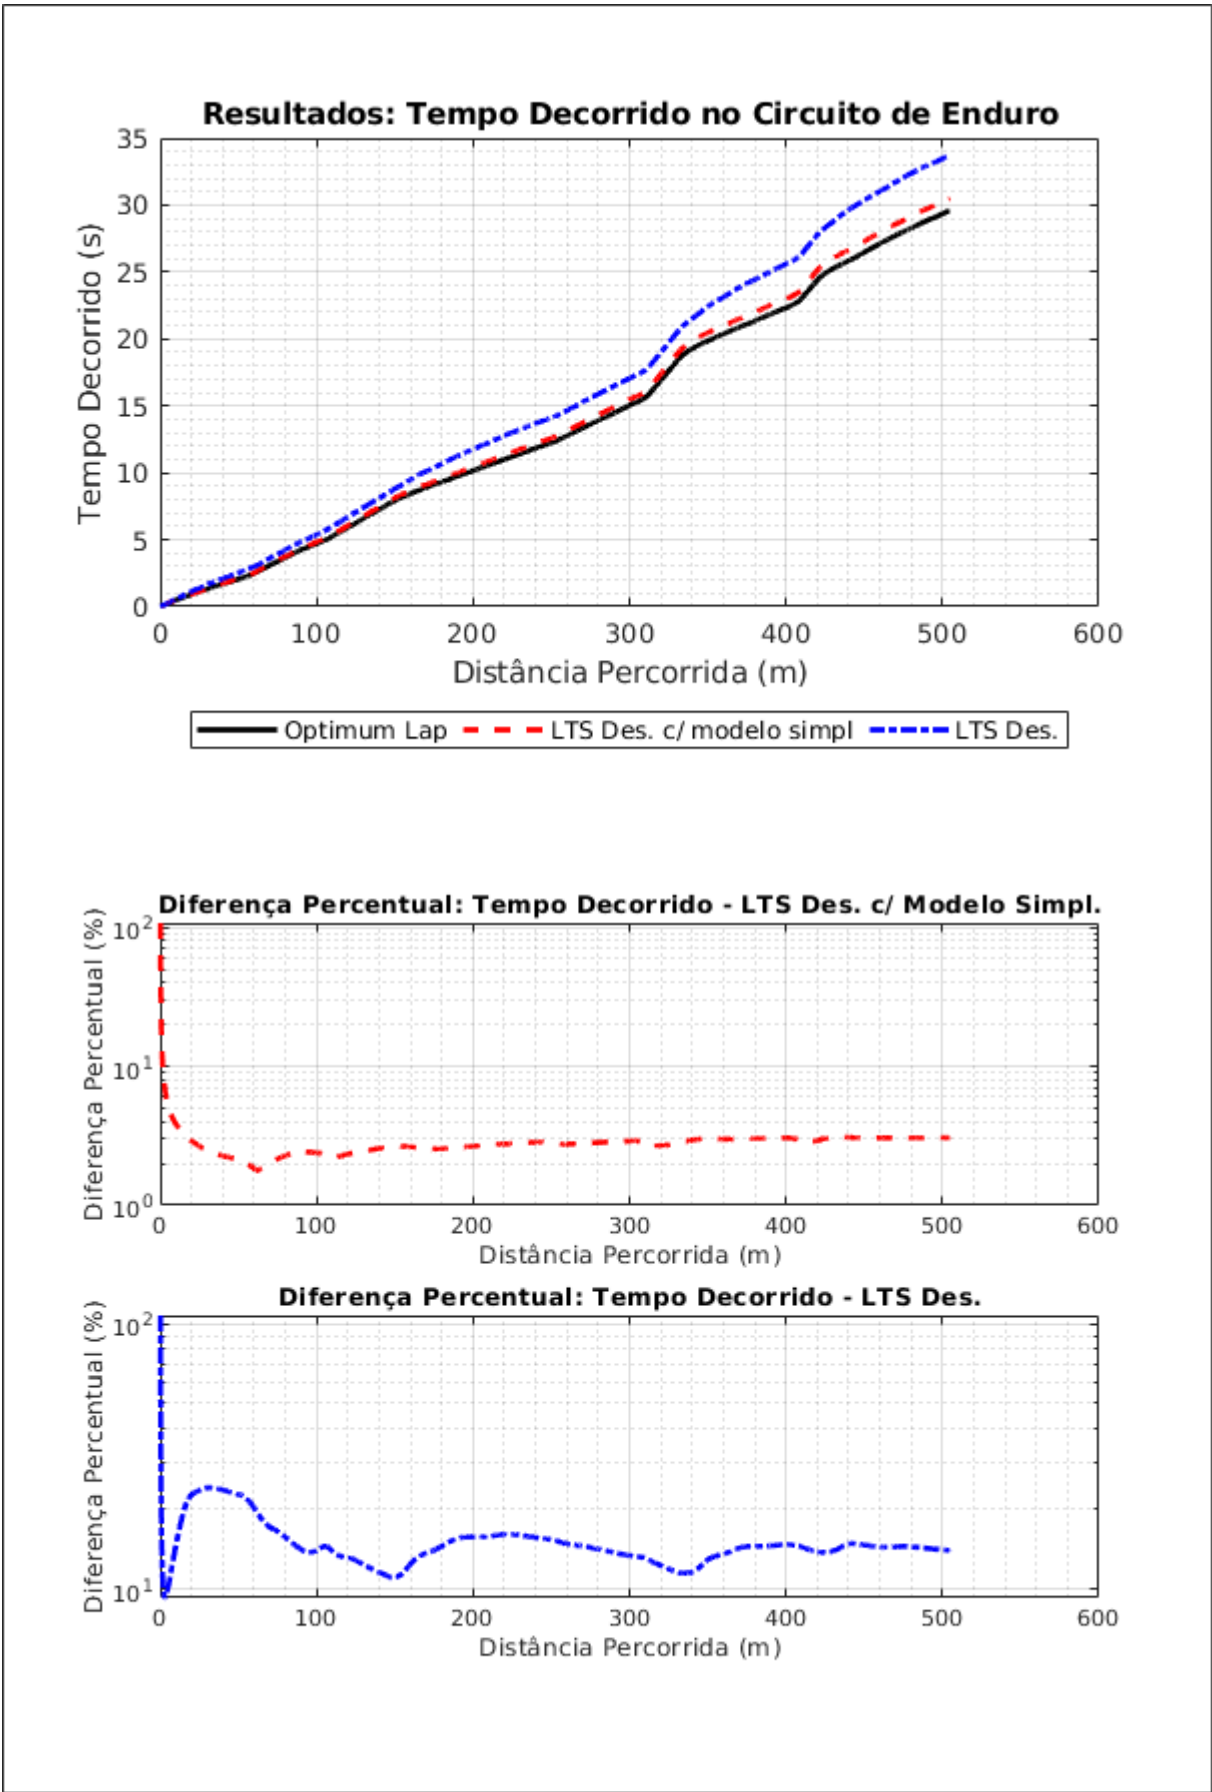 Resultados: Tempo Decorrido no Circuito de Enduro
Tempo Decorrido (s)
35
30
25
20
15
10
5
0
0 100 200 300 400 500 600
Distância Percorrida (m)
Optimum Lap LTS Des. c/ modelo simpl LTS Des.
Diferença Percentual: Tempo Decorrido - LTS Des. c/ Modelo Simpl.
Diferença Percentual (%)
10²
10¹
10⁰
0 100 200 300 400 500 600
Distância Percorrida (m)
Diferença Percentual: Tempo Decorrido - LTS Des.
Diferença Percentual (%)
10²
10¹
0 100 200 300 400 500 600
Distância Percorrida (m)